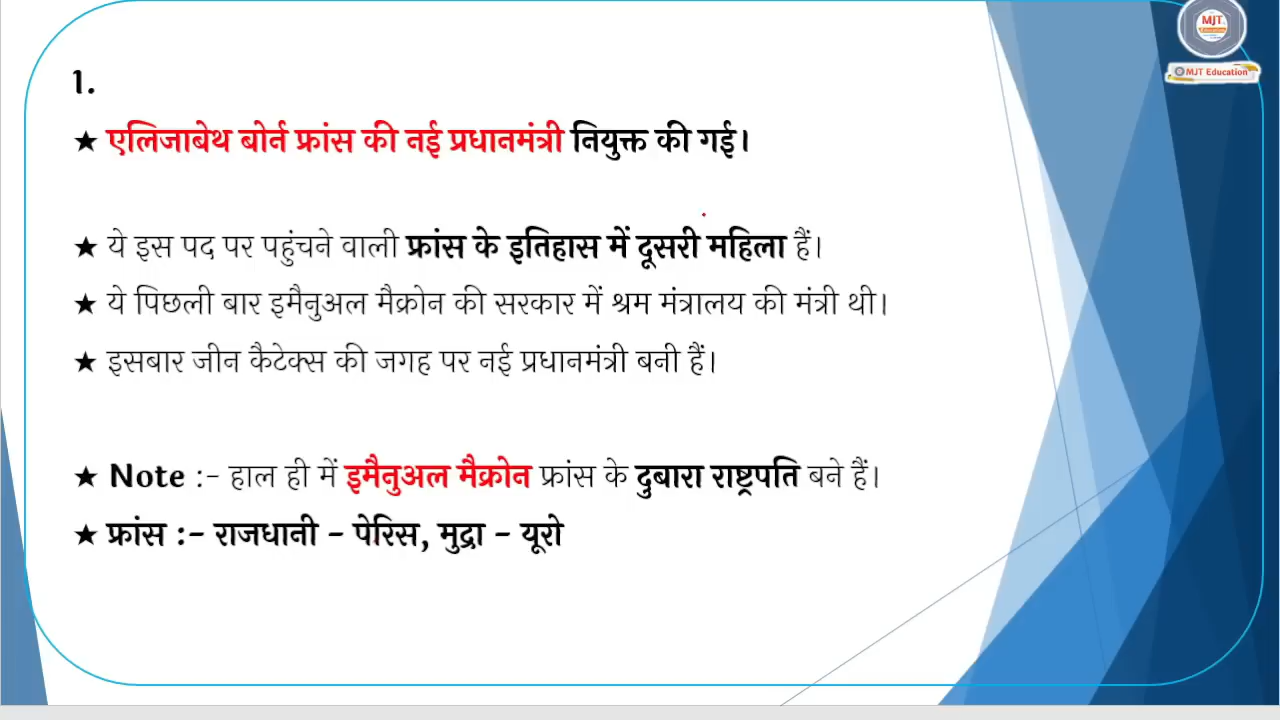 MJT
Education
MJT Education
1.
★ एलिजाबेथ बोर्न फ्रांस की नई प्रधानमंत्री नियुक्त की गई।
★ ये इस पद पर पहुंचने वाली फ्रांस के इतिहास में दूसरी महिला हैं।
★ ये पिछली बार इमैनुअल मैक्रोन की सरकार में श्रम मंत्रालय की मंत्री थी।
★ इसबार जीन कैटेक्स की जगह पर नई प्रधानमंत्री बनी हैं।
★ Note :- हाल ही में इमैनुअल मैक्रोन फ्रांस के दुबारा राष्ट्रपति बने हैं।
★ फ्रांस :- राजधानी - पेरिस, मुद्रा - यूरो